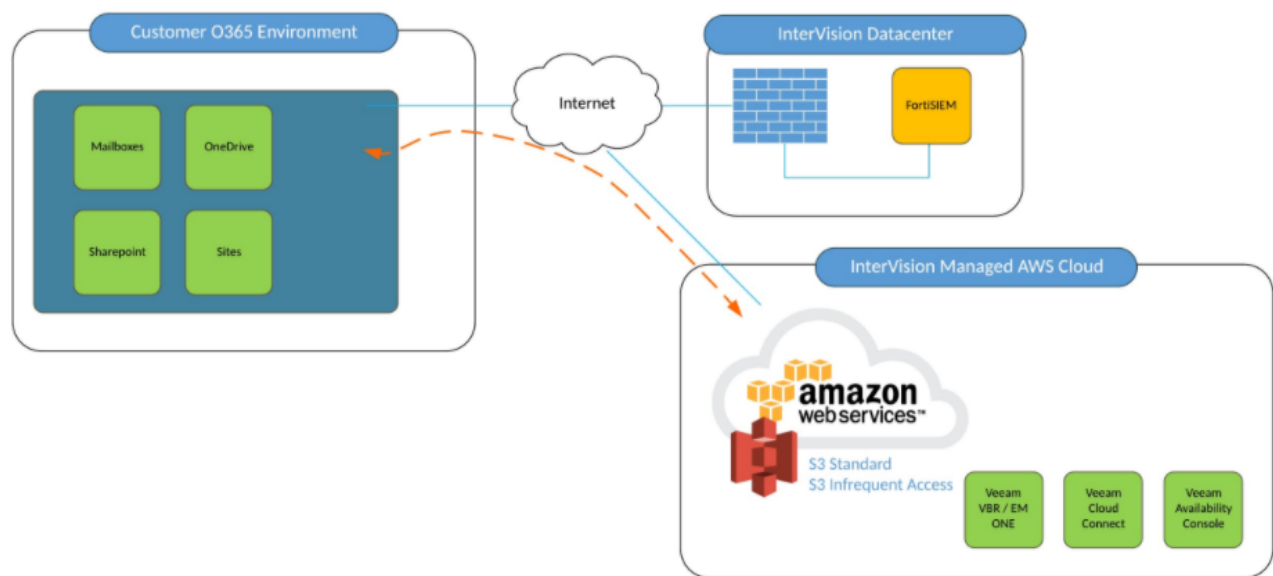 Customer O365 Environment
InterVision Datacenter
Internet
FortiSIEM
Mailboxes
OneDrive
Sharepoint
Sites
InterVision Managed AWS Cloud
amazon
web services™
S3 Standard
S3 Infrequent Access
Veeam
VBR / EM
ONE
Veeam
Cloud
Connect
Veeam
Availability
Console